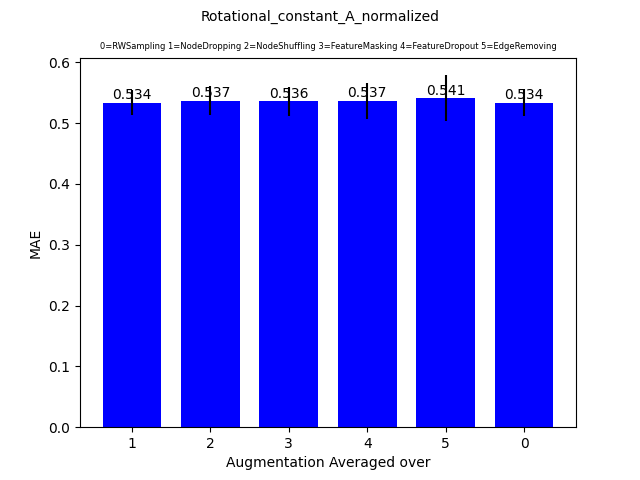 Rotational_constant_A_normalized
0=RWSampling 1=NodeDropping 2=NodeShuffling 3=FeatureMasking 4=FeatureDropout 5=EdgeRemoving
0.6
0.5
0.4
0.3
0.2
0.1
0.0
MAE
0.534 0.537 0.536 0.537 0.541 0.534
1 2 3 4 5 0
Augmentation Averaged over